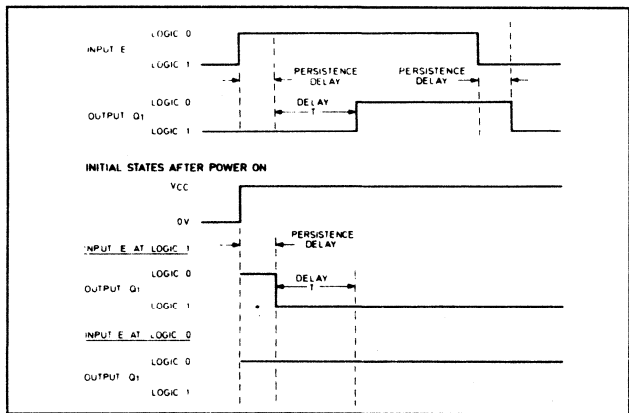 LOGIC 0
INPUT E
LOGIC 1
PERSISTENCE DELAY
PERSISTENCE DELAY
LOGIC 0
DELAY T
OUTPUT Q1
LOGIC 1
INITIAL STATES AFTER POWER ON
VCC
0V
PERSISTENCE DELAY
INPUT E AT LOGIC 1
LOGIC 0
DELAY T
OUTPUT Q1
LOGIC 1
INPUT E AT LOGIC 0
LOGIC 0
OUTPUT Q1
LOGIC 1